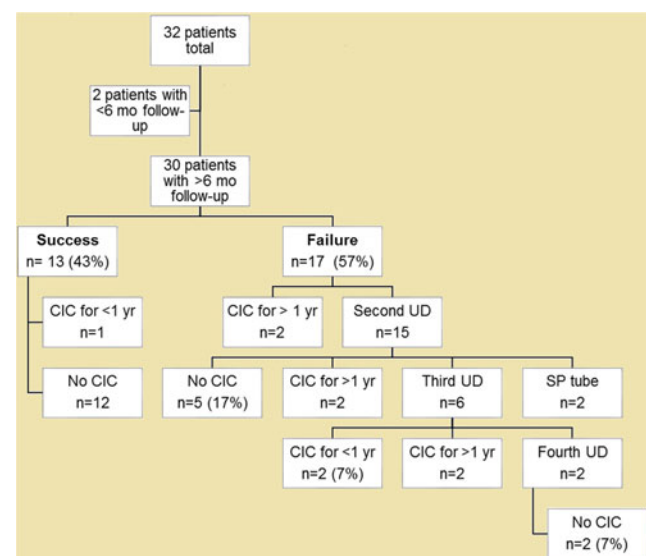 32 patients
total
2 patients with
<6 mo follow-
up
30 patients
with >6 mo
follow-up
Success
n= 13 (43%)
Failure
n=17 (57%)
CIC for <1 yr
n=1
CIC for > 1 yr
n=2
Second UD
n=15
No CIC
n=12
No CIC
n=5 (17%)
CIC for >1 yr
n=2
Third UD
n=6
SP tube
n=2
CIC for <1 yr
n=2 (7%)
CIC for >1 yr
n=2
Fourth UD
n=2
No CIC
n=2 (7%)